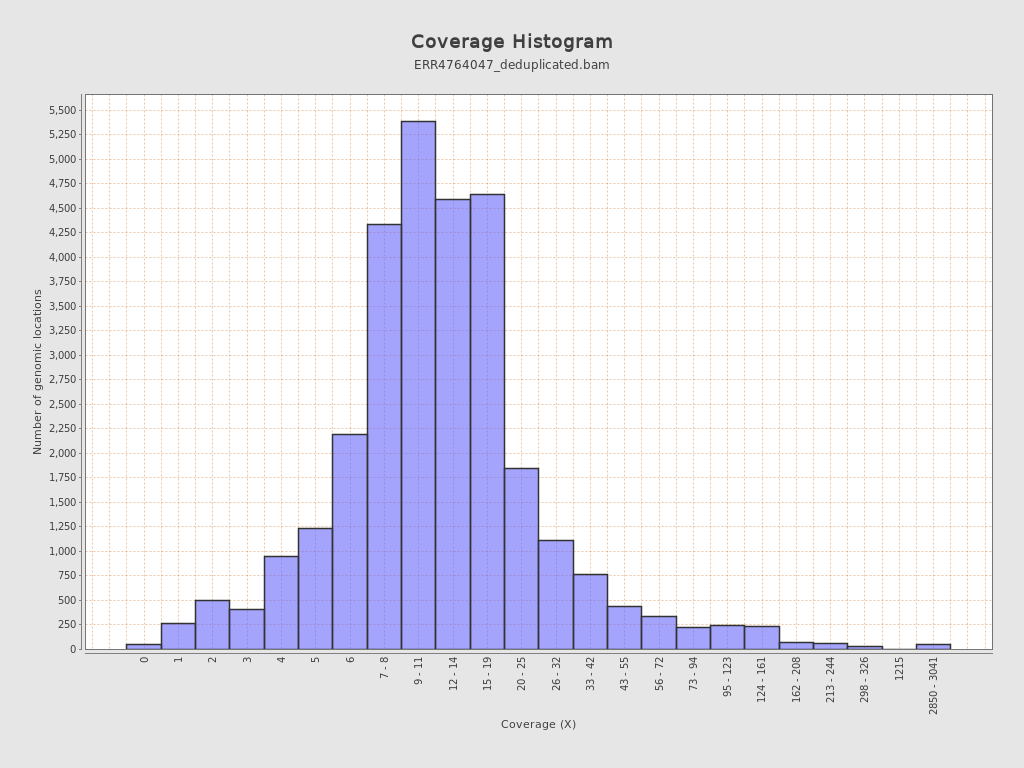 Coverage Histogram
ERR4764047_deduplicated.bam
Number of genomic locations
5,500
5,250
5,000
4,750
4,500
4,250
4,000
3,750
3,500
3,250
3,000
2,750
2,500
2,250
2,000
1,750
1,500
1,250
1,000
750
500
250
0
0
1
2
3
4
5
6
7 - 8
9 - 11
12 - 14
15 - 19
20 - 25
26 - 32
33 - 42
43 - 55
56 - 72
73 - 94
95 - 123
124 - 161
162 - 208
213 - 244
298 - 326
1215
2850 - 3041
Coverage (X)